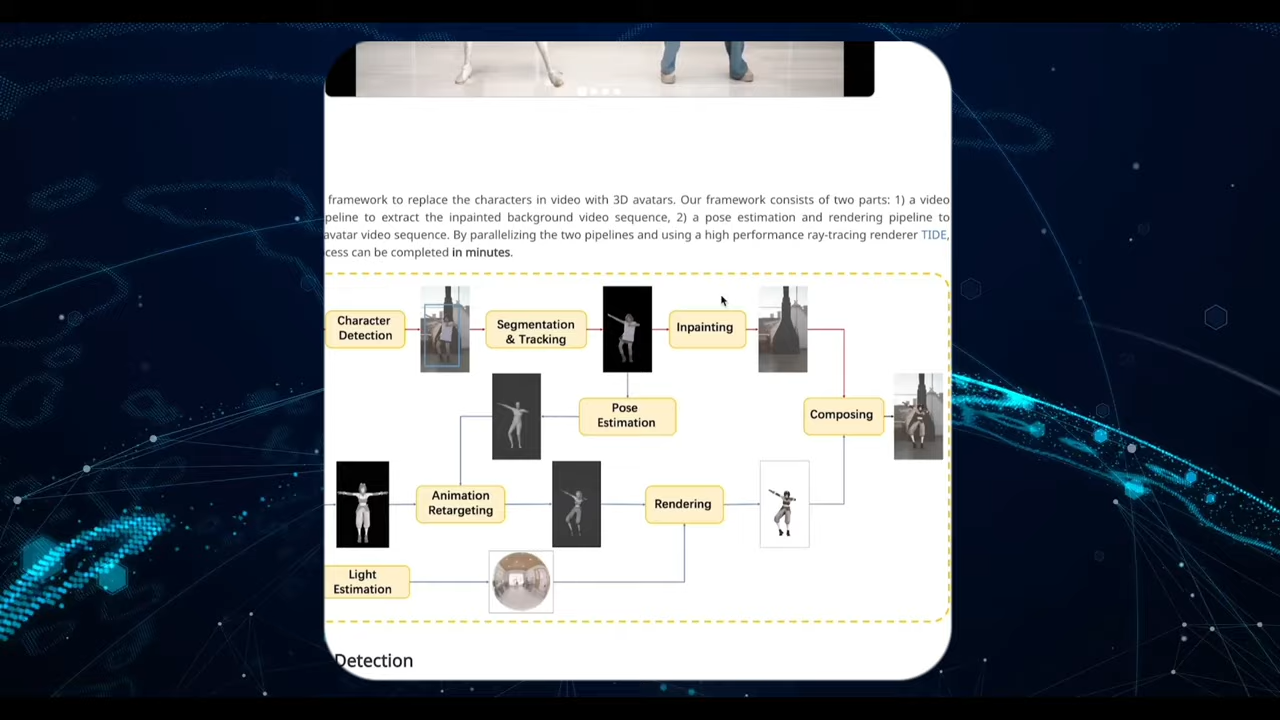 framework to replace the characters in video with 3D avatars. Our framework consists of two parts: 1) a video
peline to extract the inpainted background video sequence, 2) a pose estimation and rendering pipeline to
avatar video sequence. By parallelizing the two pipelines and using a high performance ray-tracing renderer TIDE,
cess can be completed in minutes.
Character
Detection
Segmentation
& Tracking
Inpainting
Pose
Estimation
Composing
Animation
Retargeting
Rendering
Light
Estimation
Detection